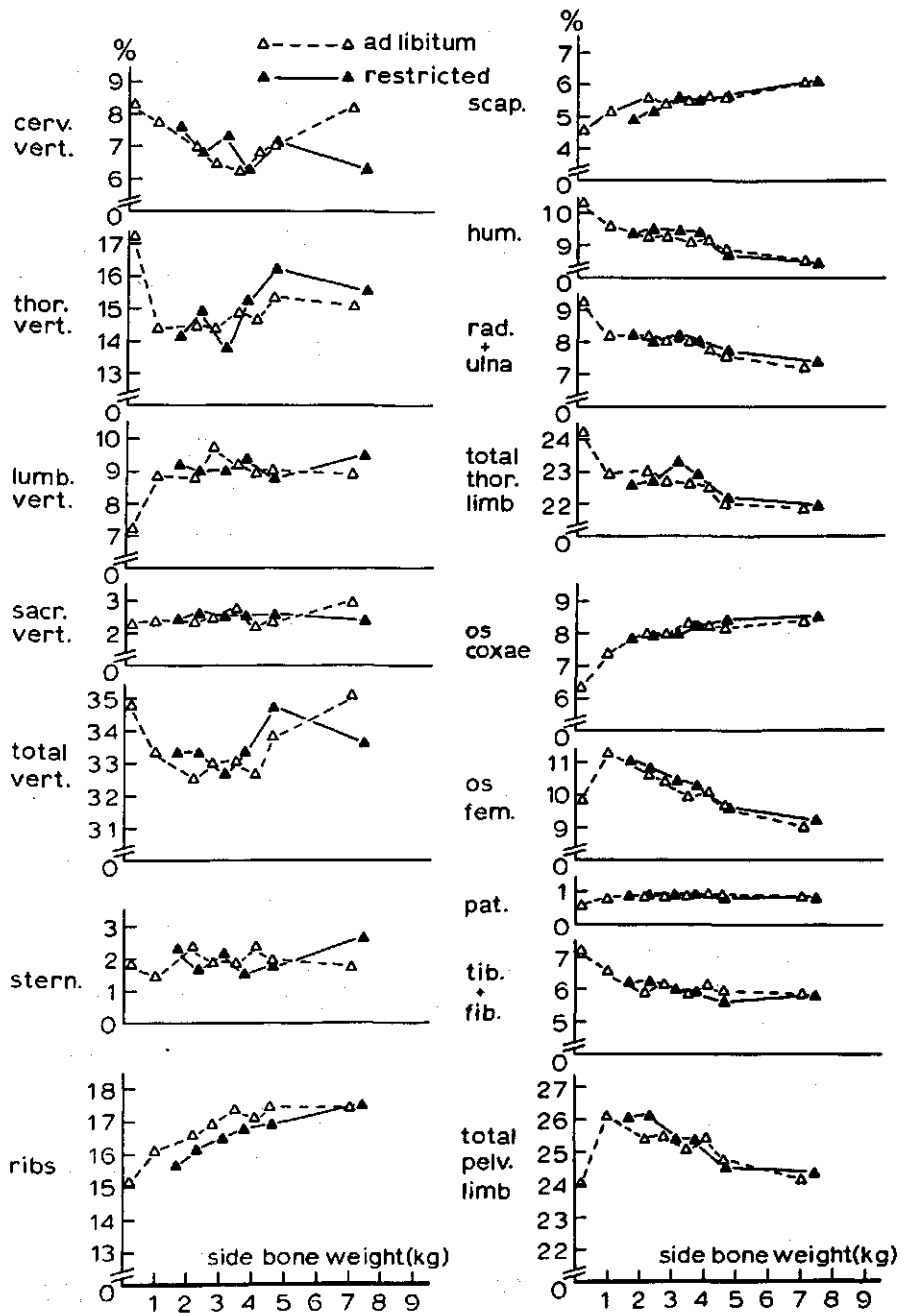 %
△-----△ ad libitum
▲——▲ restricted
9
8
7
6
0
cerv.
vert.
17
16
15
14
13
0
thor.
vert.
10
9
8
7
0
lumb.
vert.
3
2
0
sacr.
vert.
35
34
33
32
31
0
total
vert.
3
2
1
0
stern.
18
17
16
15
14
13
0
ribs
side bone weight(kg)
1 2 3 4 5 6 7 8 9
%
7
6
5
4
0
scap.
10
9
0
hum.
9
8
7
0
rad.
+
ulna
24
23
22
0
total
thor.
limb
9
8
7
6
0
os
coxae
11
10
9
0
os
fem.
1
0
pat.
7
6
5
0
tib.
+
fib.
27
26
25
24
23
22
0
total
pelv.
limb
side bone weight(kg)
1 2 3 4 5 6 7 8 9